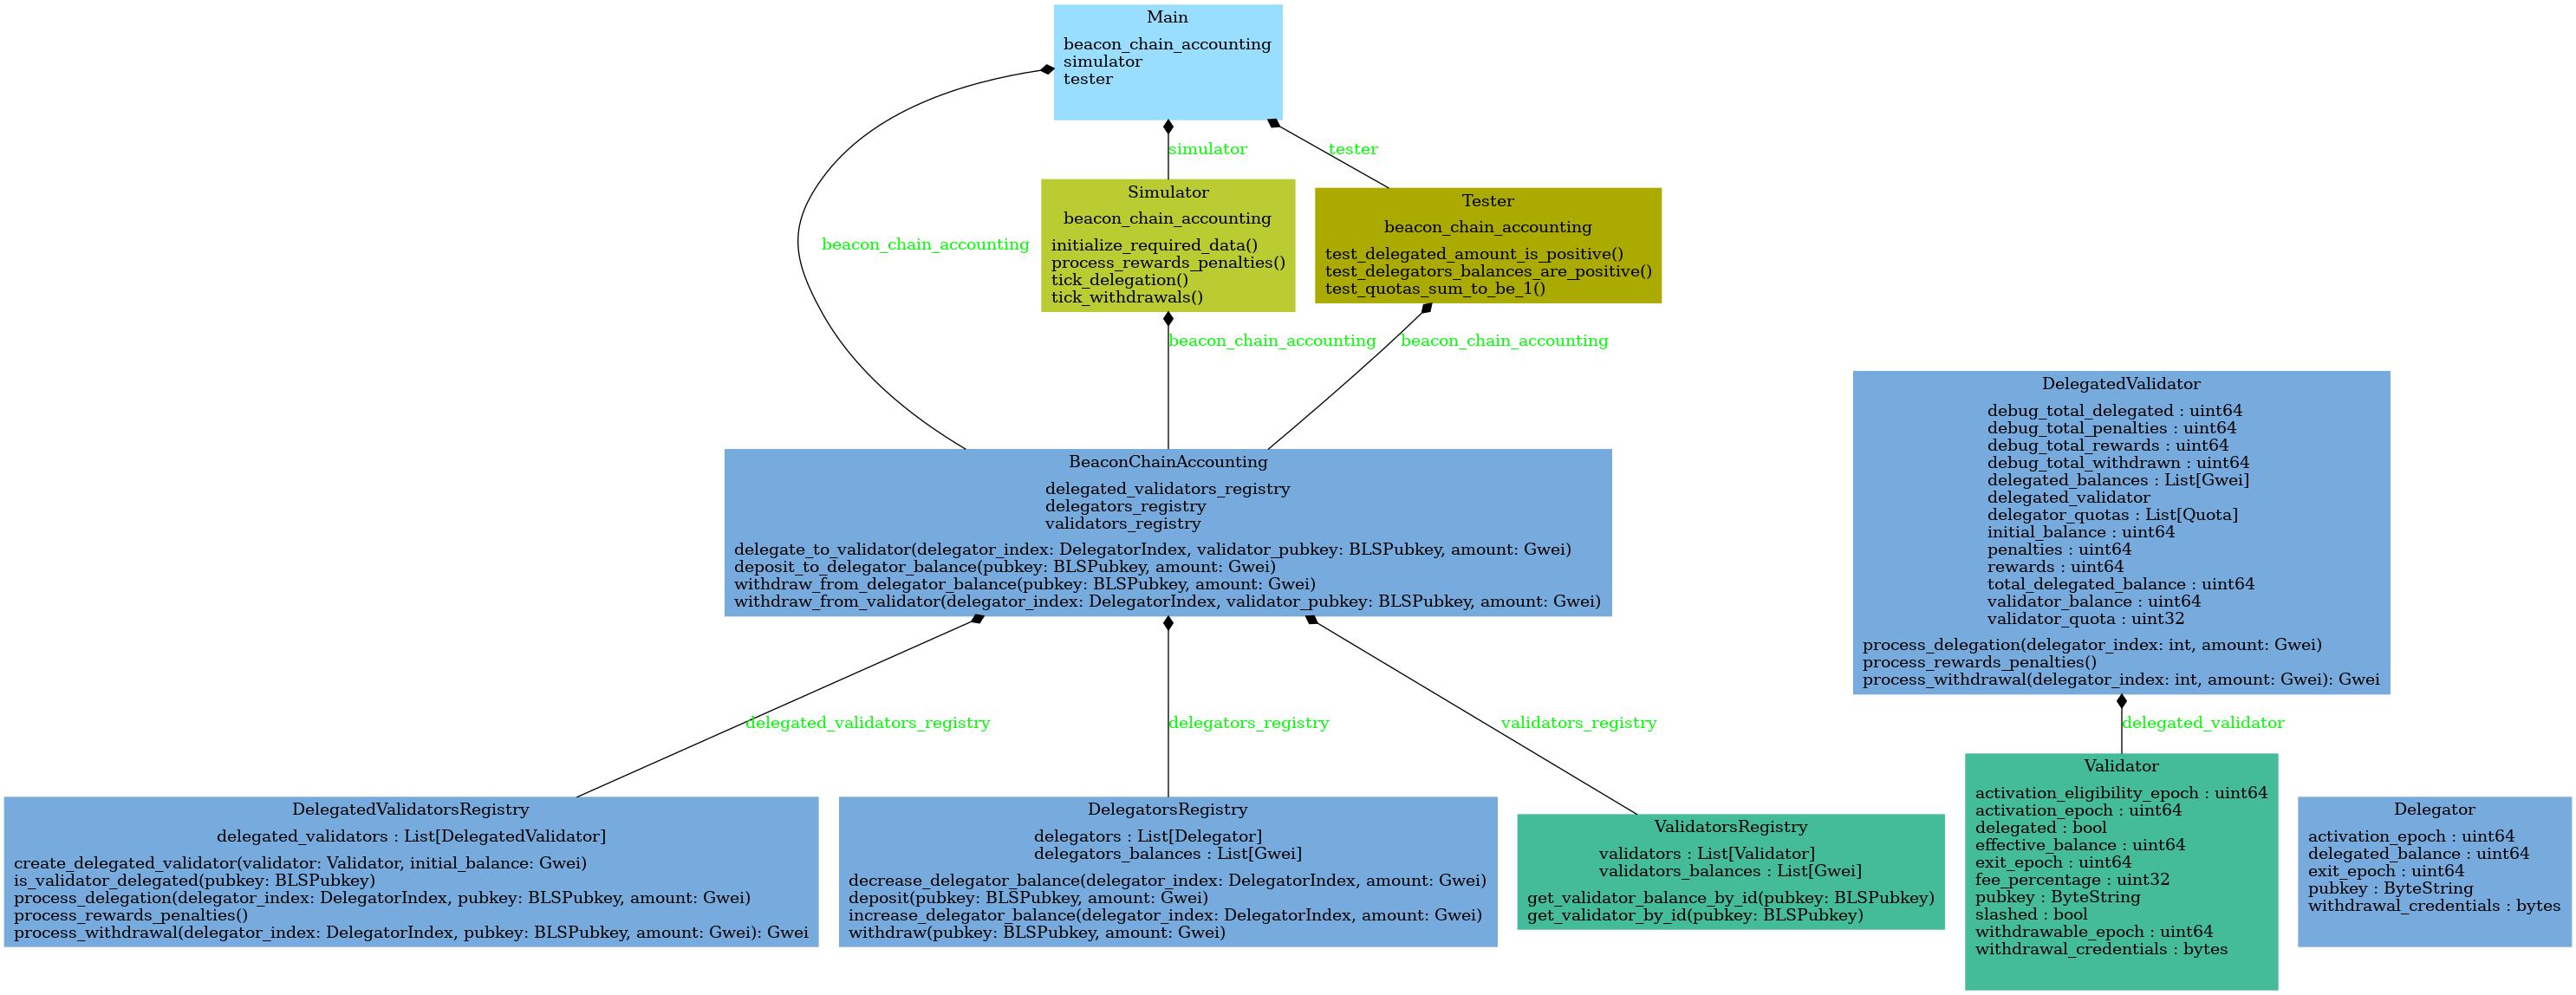 Main
beacon_chain_accounting
simulator
tester
simulator
tester
beacon_chain_accounting
Simulator
beacon_chain_accounting
initialize_required_data()
process_rewards_penalties()
tick_delegation()
tick_withdrawals()
Tester
beacon_chain_accounting
test_delegated_amount_is_positive()
test_delegators_balances_are_positive()
test_quotas_sum_to_be_1()
beacon_chain_accounting
beacon_chain_accounting
BeaconChainAccounting
delegated_validators_registry
delegators_registry
validators_registry
delegate_to_validator(delegator_index: DelegatorIndex, validator_pubkey: BLSPubkey, amount: Gwei)
deposit_to_delegator_balance(pubkey: BLSPubkey, amount: Gwei)
withdraw_from_delegator_balance(pubkey: BLSPubkey, amount: Gwei)
withdraw_from_validator(delegator_index: DelegatorIndex, validator_pubkey: BLSPubkey, amount: Gwei)
DelegatedValidator
debug_total_delegated : uint64
debug_total_penalties : uint64
debug_total_rewards : uint64
debug_total_withdrawn : uint64
delegated_balances : List[Gwei]
delegated_validator
delegator_quotas : List[Quota]
initial_balance : uint64
penalties : uint64
rewards : uint64
total_delegated_balance : uint64
validator_balance : uint64
validator_quota : uint32
process_delegation(delegator_index: int, amount: Gwei)
process_rewards_penalties()
process_withdrawal(delegator_index: int, amount: Gwei): Gwei
delegated_validators_registry
delegators_registry
validators_registry
delegated_validator
DelegatedValidatorsRegistry
delegated_validators : List[DelegatedValidator]
create_delegated_validator(validator: Validator, initial_balance: Gwei)
is_validator_delegated(pubkey: BLSPubkey)
process_delegation(delegator_index: DelegatorIndex, pubkey: BLSPubkey, amount: Gwei)
process_rewards_penalties()
process_withdrawal(delegator_index: DelegatorIndex, pubkey: BLSPubkey, amount: Gwei): Gwei
DelegatorsRegistry
delegators : List[Delegator]
delegators_balances : List[Gwei]
decrease_delegator_balance(delegator_index: DelegatorIndex, amount: Gwei)
deposit(pubkey: BLSPubkey, amount: Gwei)
increase_delegator_balance(delegator_index: DelegatorIndex, amount: Gwei)
withdraw(pubkey: BLSPubkey, amount: Gwei)
ValidatorsRegistry
validators : List[Validator]
validators_balances : List[Gwei]
get_validator_balance_by_id(pubkey: BLSPubkey)
get_validator_by_id(pubkey: BLSPubkey)
Validator
activation_eligibility_epoch : uint64
activation_epoch : uint64
delegated : bool
effective_balance : uint64
exit_epoch : uint64
fee_percentage : uint32
pubkey : ByteString
slashed : bool
withdrawable_epoch : uint64
withdrawal_credentials : bytes
Delegator
activation_epoch : uint64
delegated_balance : uint64
exit_epoch : uint64
pubkey : ByteString
withdrawal_credentials : bytes